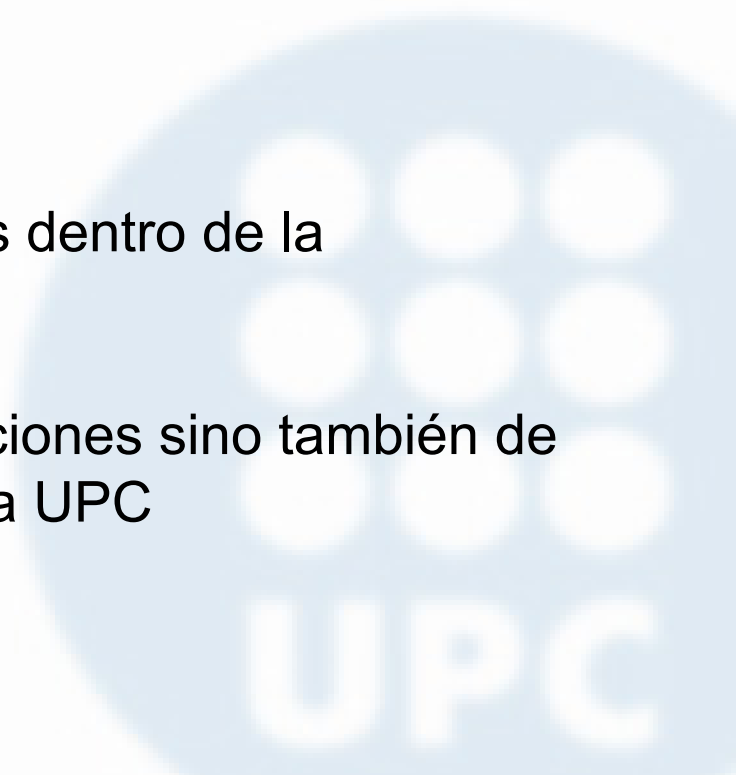 s dentro de la
ciones sino también de
a UPC
UPC